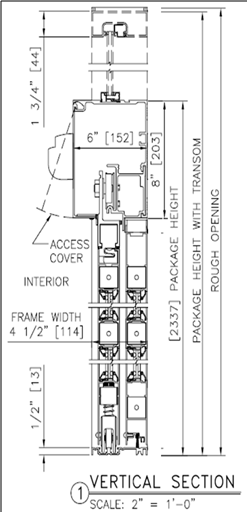 1 3/4" [44]
6" [152]
8" [203]
[2337] PACKAGE HEIGHT
PACKAGE HEIGHT WITH TRANSOM
ROUGH OPENING
ACCESS
COVER
INTERIOR
FRAME WIDTH
4 1/2" [114]
1/2" [13]
1 VERTICAL SECTION
SCALE: 2" = 1'-0"